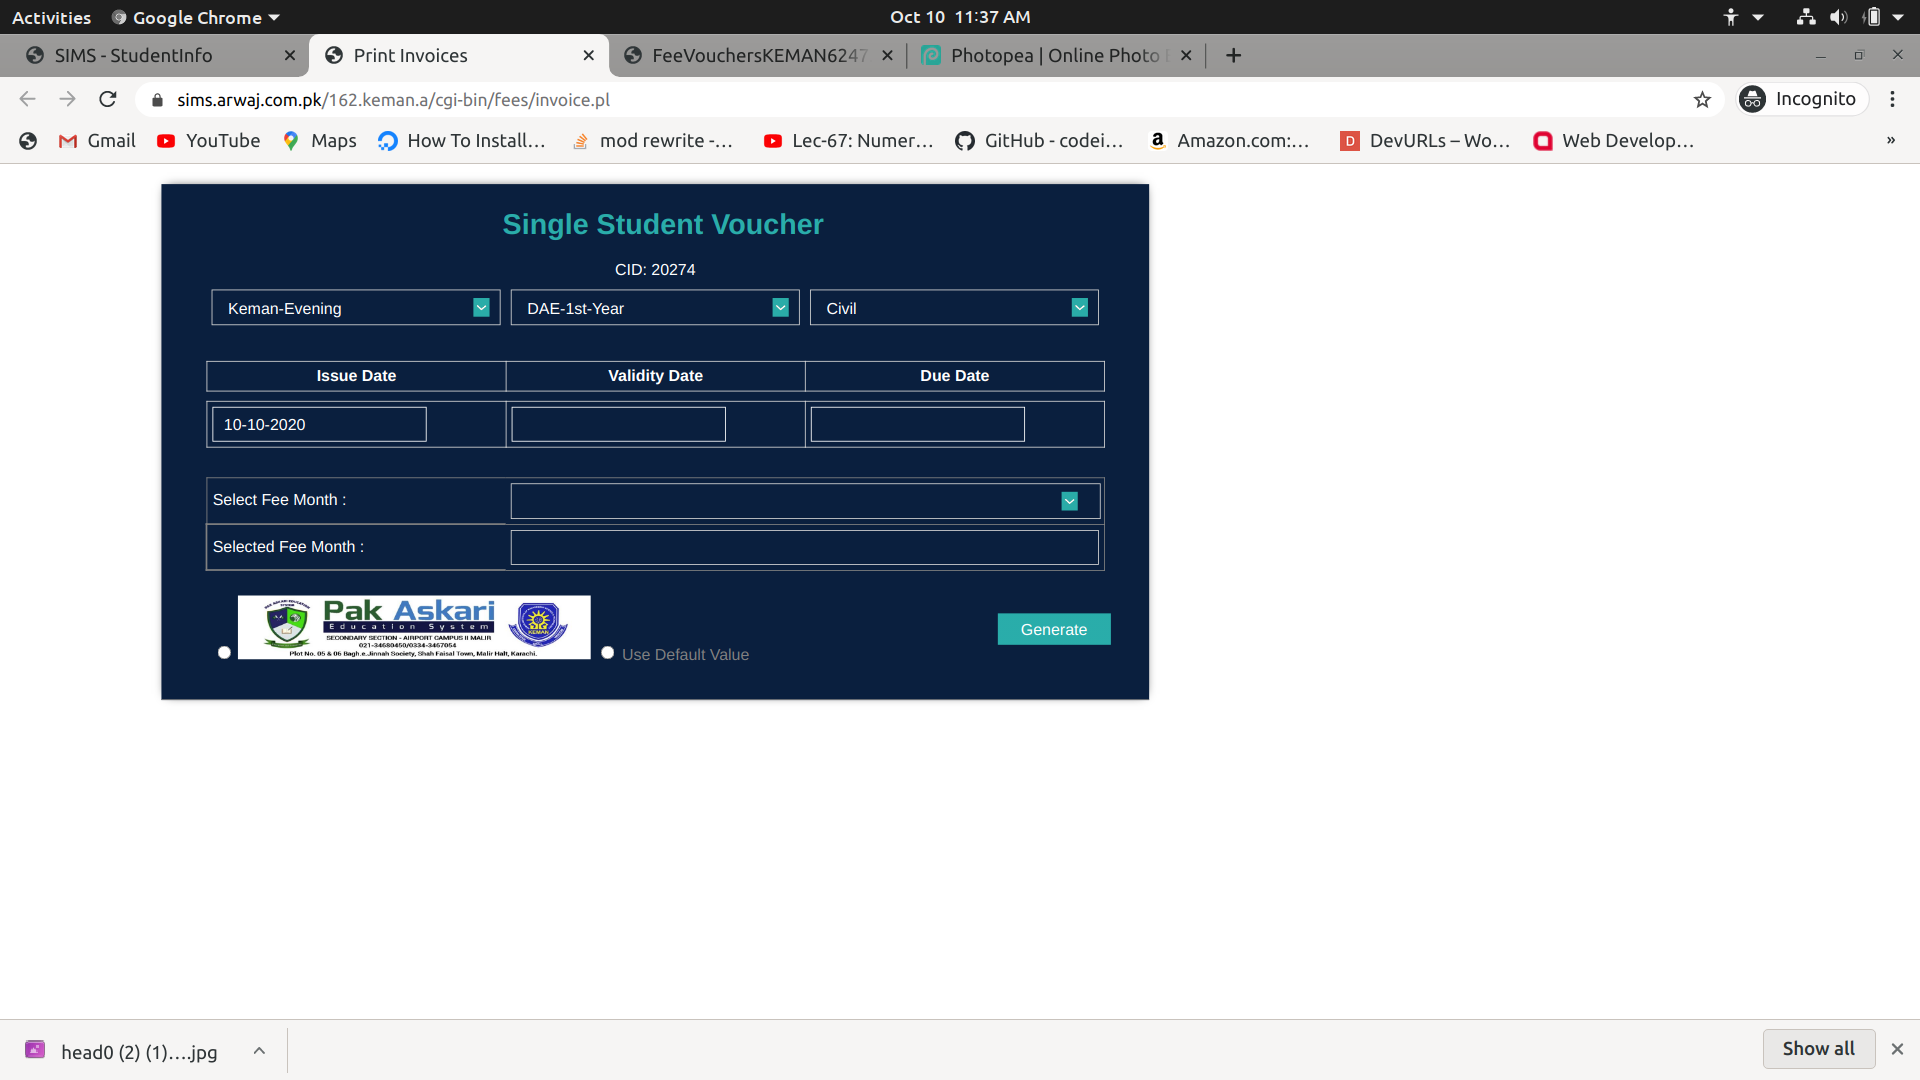 Activities Google Chrome Oct 10 11:37 AM
SIMS - StudentInfo Print Invoices FeeVouchersKEMAN6247 Photopea | Online Photo
sims.arwaj.com.pk/162.keman.a/cgi-bin/fees/invoice.pl Incognito
Gmail YouTube Maps How To Install... mod rewrite -... Lec-67: Numer... GitHub - codei... a Amazon.com:... D DevURLs – Wo... Web Develop... »
Single Student Voucher
CID: 20274
Keman-Evening DAE-1st-Year Civil
Issue Date Validity Date Due Date
10-10-2020
Select Fee Month :
Selected Fee Month :
Pak Askari
Education System
KEMAN
SECONDARY SECTION - AIRPORT CAMPUS II MALIR
021-34680450/0334-3467054
Plot No. 05 & 06 Bagh.e.Jinnah Society, Shah Faisal Town, Malir Halt, Karachi.
Use Default Value
Generate
head0 (2) (1)....jpg Show all